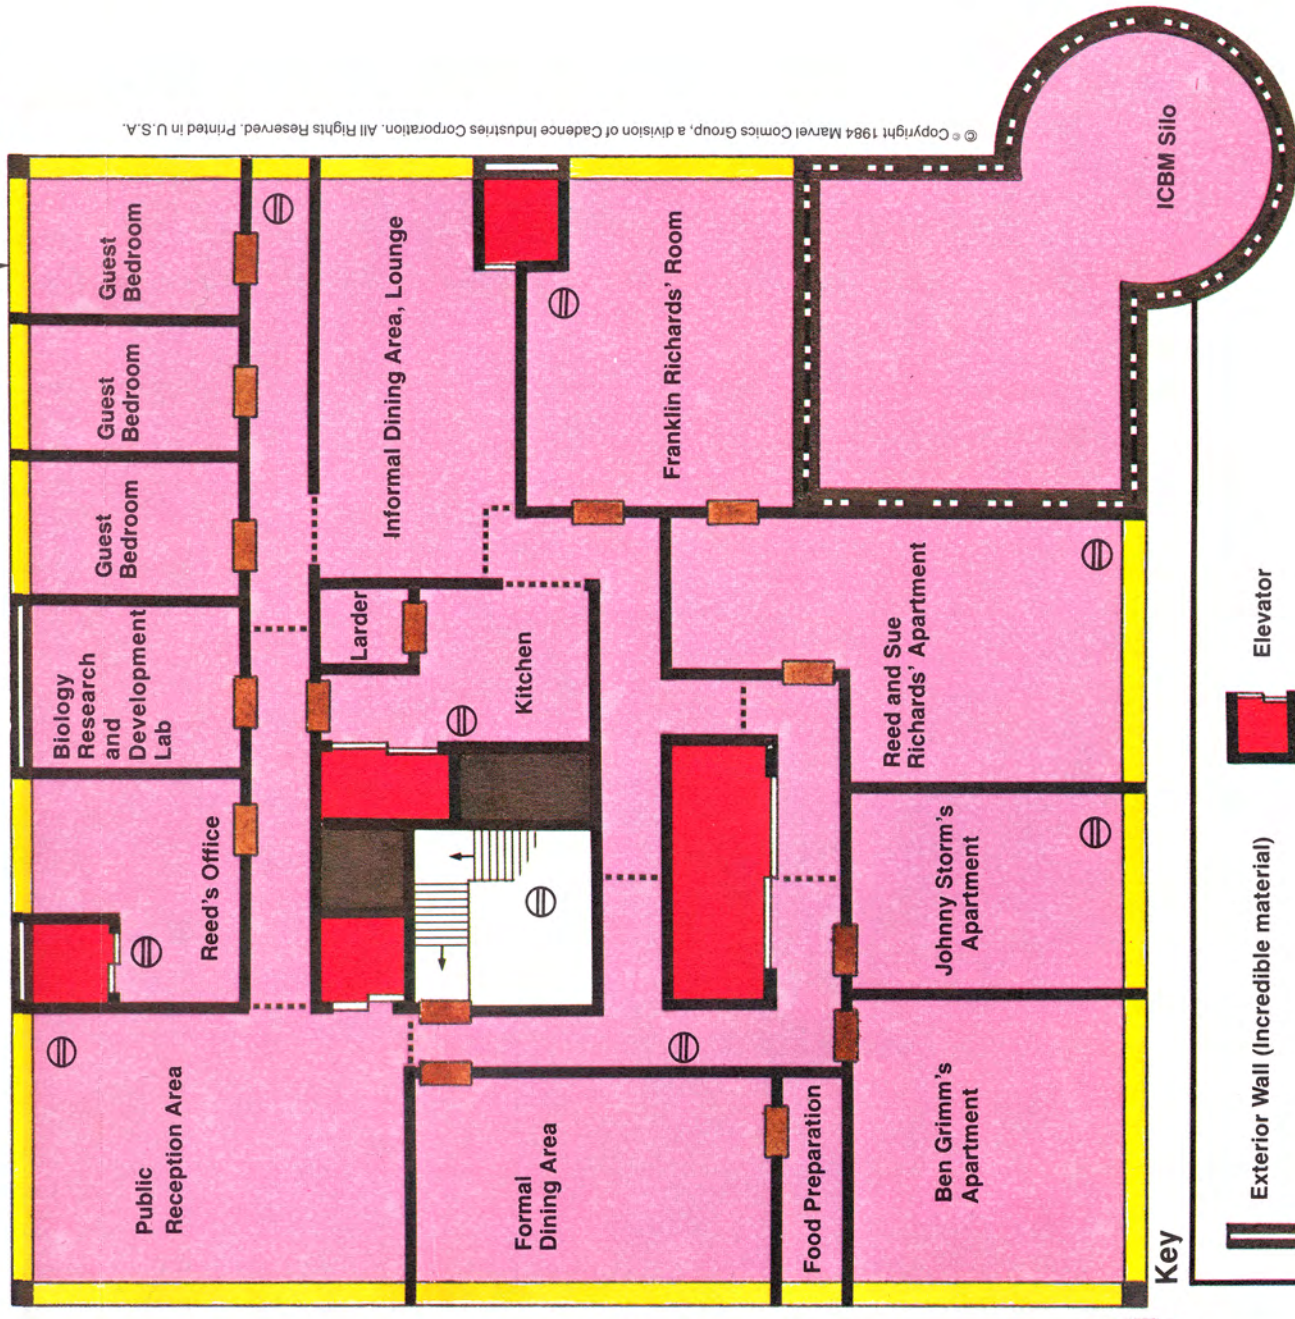 © ® Copyright 1984 Marvel Comics Group, a division of Cadence Industries Corporation. All Rights Reserved. Printed in U.S.A.
Public
Reception Area
Reed's Office
Biology
Research
and
Development
Lab
Guest
Bedroom
Guest
Bedroom
Guest
Bedroom
Formal
Dining Area
Larder
Kitchen
Informal Dining Area, Lounge
Food Preparation
Franklin Richards' Room
Ben Grimm's
Apartment
Johnny Storm's
Apartment
Reed and Sue
Richards' Apartment
ICBM Silo
Key
Exterior Wall (Incredible material)
Elevator